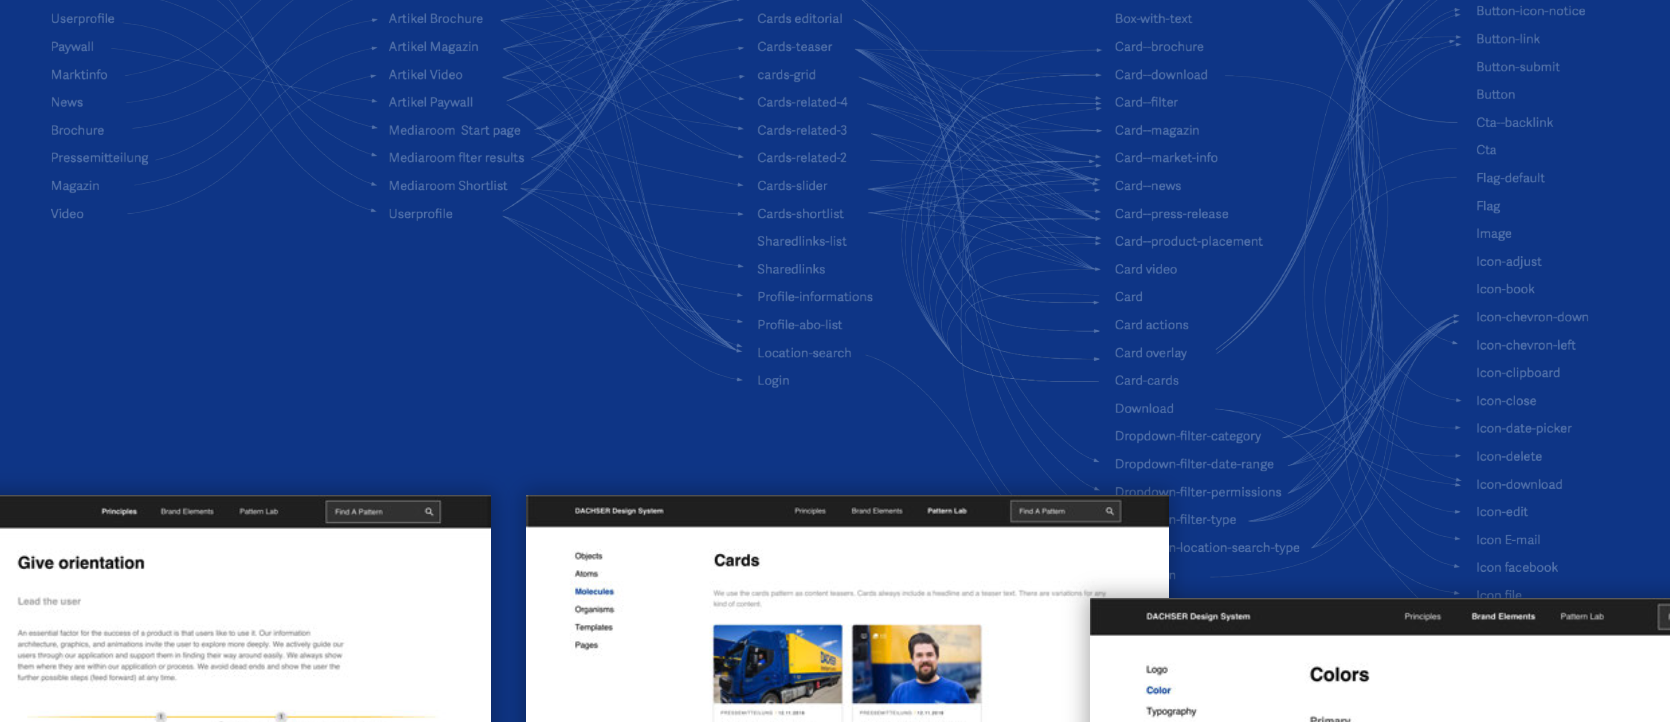 Userprofile
Paywall
Marktinfo
News
Brochure
Pressemitteilung
Magazin
Video
Artikel Brochure
Artikel Magazin
Artikel Video
Artikel Paywall
Mediaroom Start page
Mediaroom flter results
Mediaroom Shortlist
Userprofile
Cards editorial
Cards-teaser
cards-grid
Cards-related-4
Cards-related-3
Cards-related-2
Cards-slider
Cards-shortlist
Sharedlinks-list
Sharedlinks
Profile-informations
Profile-abo-list
Location-search
Login
Box-with-text
Card--brochure
Card--download
Card--filter
Card--magazin
Card--market-info
Card--news
Card--press-release
Card--product-placement
Card video
Card
Card actions
Card overlay
Card-cards
Download
Dropdown-filter-category
Dropdown-filter-date-range
Dropdown-filter-permissions
n-filter-type
n-location-search-type
n
Button-icon-notice
Button-link
Button-submit
Button
Cta--backlink
Cta
Flag-default
Flag
Image
Icon-adjust
Icon-book
Icon-chevron-down
Icon-chevron-left
Icon-clipboard
Icon-close
Icon-date-picker
Icon-delete
Icon-download
Icon-edit
Icon E-mail
Icon facebook
Icon file
Principles Brand Elements Pattern Lab Find A Pattern
Give orientation
Lead the user
An essential factor for the success of a product is that users like to use it. Our information
architecture, graphics, and animations invite the user to explore more deeply. We actively guide our
users through our application and support them in finding their way around easily. We always show
them where they are within our application or process. We avoid dead ends and show the user the
further possible steps (feed forward) at any time.
DACHSER Design System Principles Brand Elements Pattern Lab Find A Pattern
Objects
Atoms
Molecules
Organisms
Templates
Pages
Cards
We use the cards pattern as content teasers. Cards always include a headline and a teaser text. There are variations for any
kind of content.
DACHSER
PRESSEMITTEILUNG | 12.11.2018
PRESSEMITTEILUNG | 12.11.2018
DACHSER Design System Principles Brand Elements Pattern Lab
Logo
Color
Typography
Colors
Primary